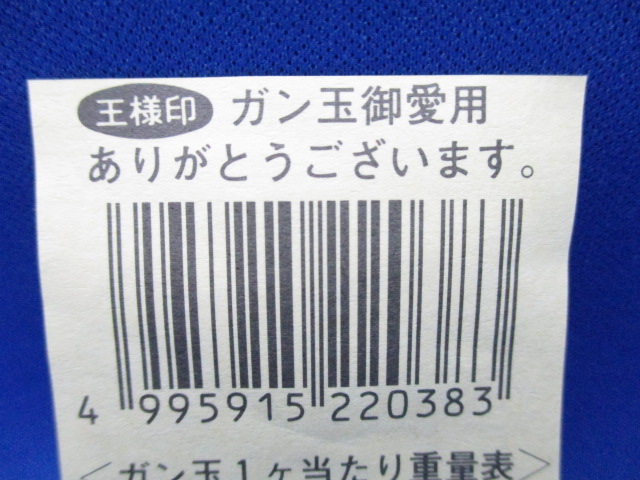 王様印 ガン玉御愛用
ありがとうございます。
4 995915 220383
<ガン玉1ヶ当たり重量表>